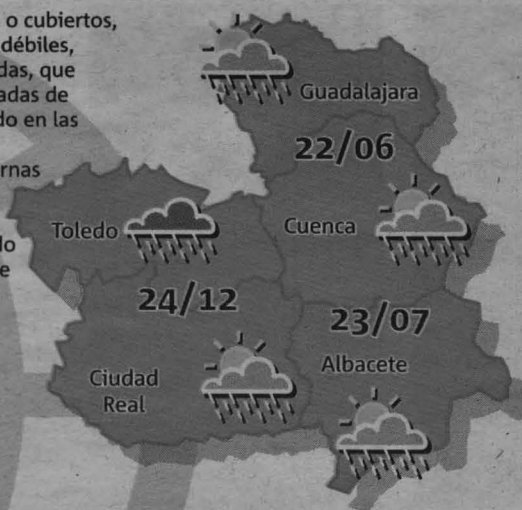 o cubiertos,
débiles,
das, que
adas de
do en las
rnas
do
e
Guadalajara
22/06
Toledo
Cuenca
24/12
23/07
Albacete
Ciudad
Real